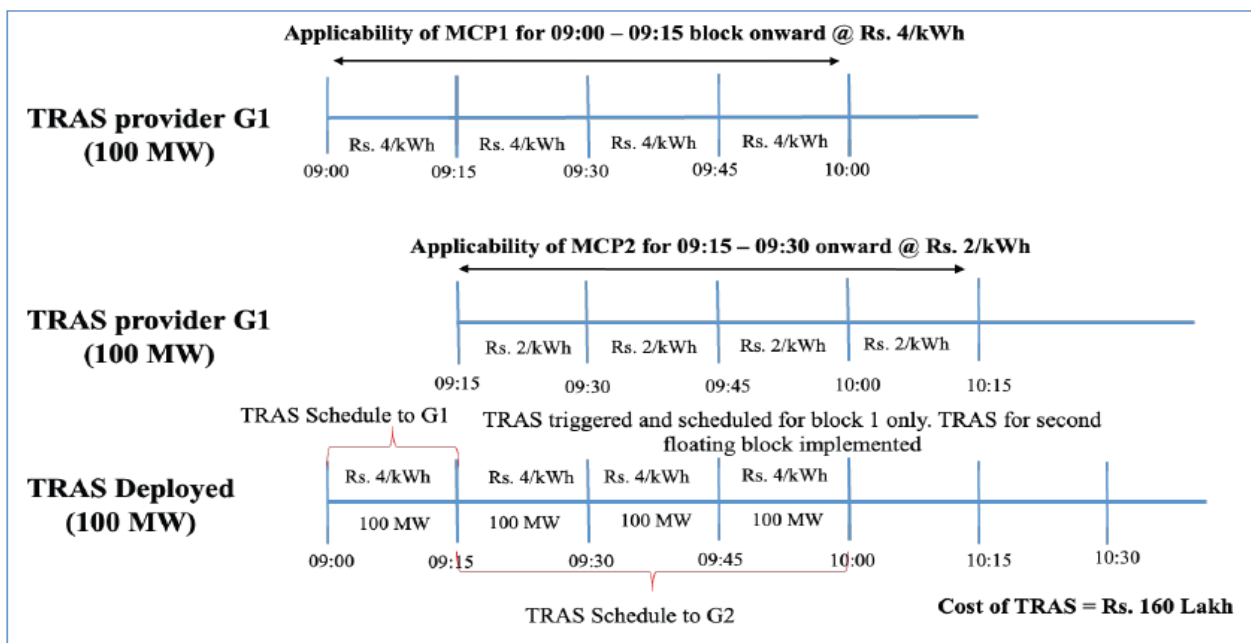 Applicability of MCP1 for 09:00 – 09:15 block onward @ Rs. 4/kWh
TRAS provider G1
(100 MW)
Rs. 4/kWh Rs. 4/kWh Rs. 4/kWh Rs. 4/kWh
09:00 09:15 09:30 09:45 10:00
Applicability of MCP2 for 09:15 – 09:30 onward @ Rs. 2/kWh
TRAS provider G1
(100 MW)
Rs. 2/kWh Rs. 2/kWh Rs. 2/kWh Rs. 2/kWh
09:15 09:30 09:45 10:00 10:15
TRAS Schedule to G1
TRAS triggered and scheduled for block 1 only. TRAS for second
floating block implemented
TRAS Deployed
(100 MW)
Rs. 4/kWh Rs. 4/kWh Rs. 4/kWh Rs. 4/kWh
100 MW 100 MW 100 MW 100 MW
09:00 09:15 09:30 09:45 10:00 10:15 10:30
TRAS Schedule to G2
Cost of TRAS = Rs. 160 Lakh